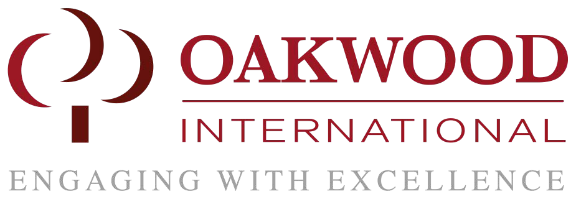 OAKWOOD
INTERNATIONAL
ENGAGING WITH EXCELLENCE